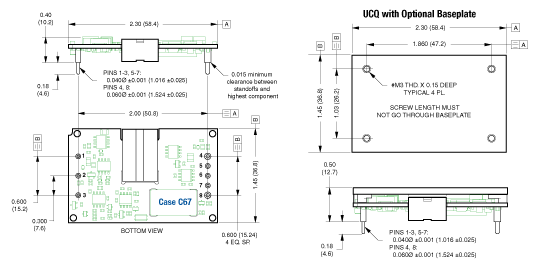 UCQ with Optional Baseplate
0.40
(10.2)
2.30 (58.4)
A
PINS 1-3, 5-7:
0.040Ø ±0.001 (1.016 ±0.025)
PINS 4, 8:
0.060Ø ±0.001 (1.524 ±0.025)
0.015 minimum
clearance between
standoffs and
highest component
0.18
(4.6)
2.00 (50.8)
A
B
B
1
2
3
4
5
6
7
8
Case C67
1.45 (36.8)
0.600
(15.2)
0.300
(7.6)
BOTTOM VIEW
0.600 (15.24)
4 EQ. SP.
2.30 (58.4)
A
1.860 (47.2)
A
B
B
1.45 (36.8)
1.03 (26.2)
#M3 THD X 0.15 DEEP
TYPICAL 4 PL.
SCREW LENGTH MUST
NOT GO THROUGH BASEPLATE
0.50
(12.7)
0.18
(4.6)
PINS 1-3, 5-7:
0.040Ø ±0.001 (1.016 ±0.025)
PINS 4, 8:
0.060Ø ±0.001 (1.524 ±0.025)